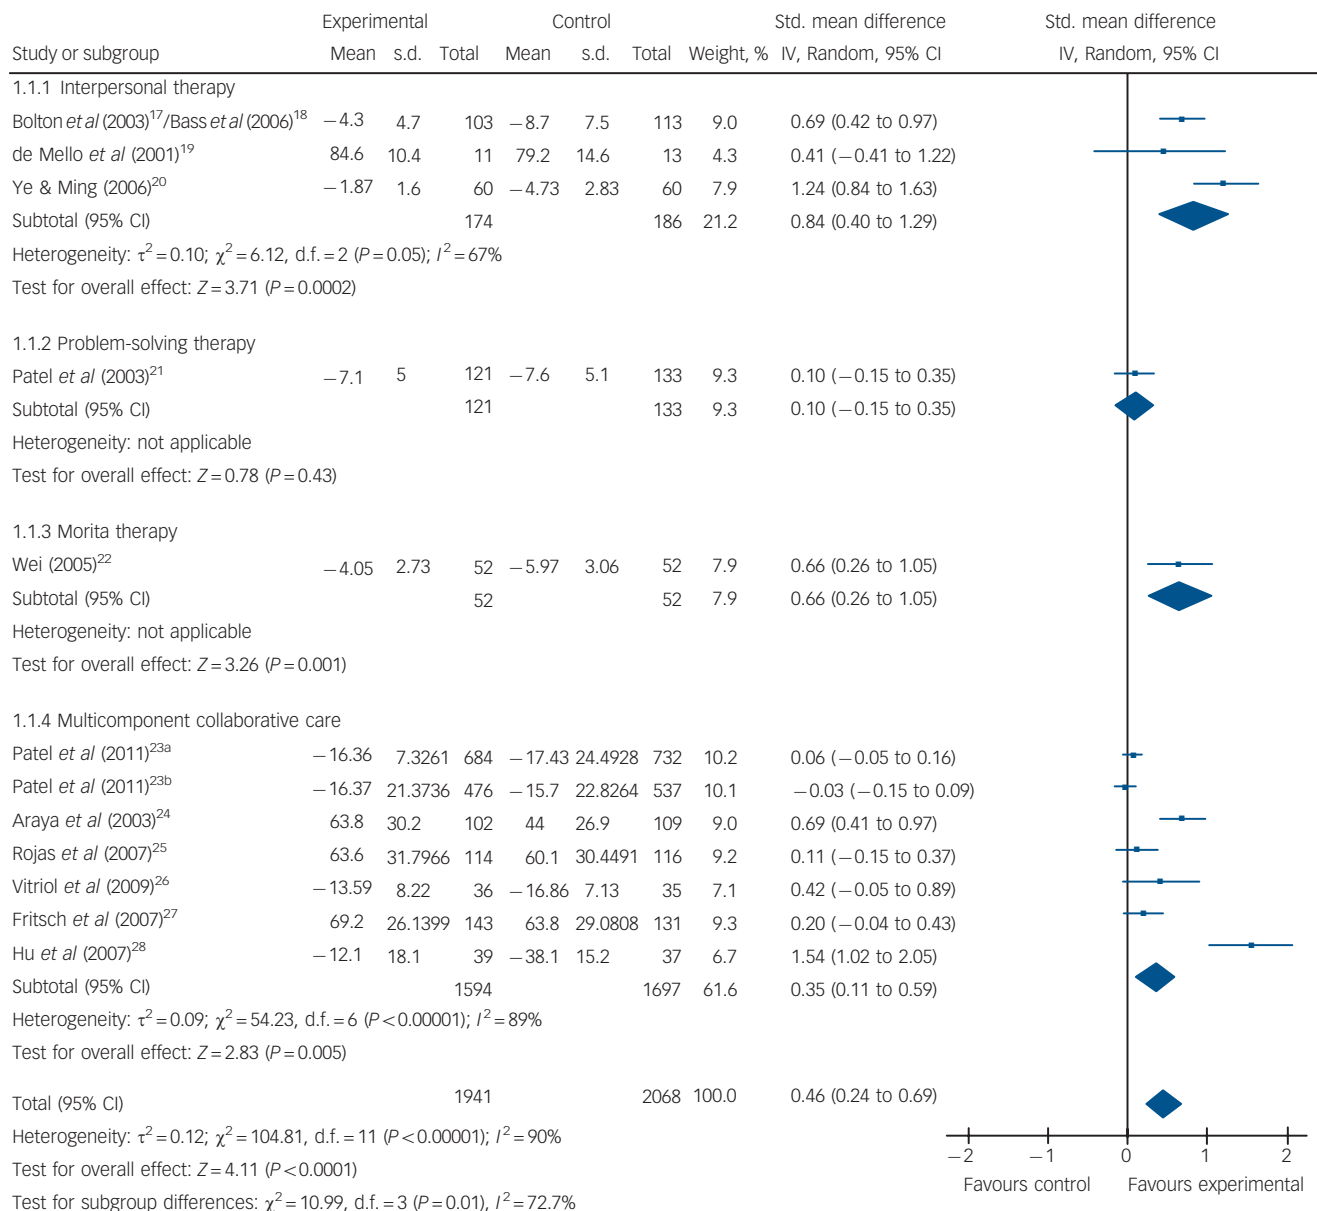 Experimental Control Std. mean difference Std. mean difference
Study or subgroup Mean s.d. Total Mean s.d. Total Weight, % IV, Random, 95% CI IV, Random, 95% CI
1.1.1 Interpersonal therapy
Bolton et al (2003)17/Bass et al (2006)18 −4.3 4.7 103 −8.7 7.5 113 9.0 0.69 (0.42 to 0.97)
de Mello et al (2001)19 84.6 10.4 11 79.2 14.6 13 4.3 0.41 (−0.41 to 1.22)
Ye & Ming (2006)20 −1.87 1.6 60 −4.73 2.83 60 7.9 1.24 (0.84 to 1.63)
Subtotal (95% CI) 174 186 21.2 0.84 (0.40 to 1.29)
Heterogeneity: τ² = 0.10; χ² = 6.12, d.f. = 2 (P = 0.05); I² = 67%
Test for overall effect: Z = 3.71 (P = 0.0002)
1.1.2 Problem-solving therapy
Patel et al (2003)21 −7.1 5 121 −7.6 5.1 133 9.3 0.10 (−0.15 to 0.35)
Subtotal (95% CI) 121 133 9.3 0.10 (−0.15 to 0.35)
Heterogeneity: not applicable
Test for overall effect: Z = 0.78 (P = 0.43)
1.1.3 Morita therapy
Wei (2005)22 −4.05 2.73 52 −5.97 3.06 52 7.9 0.66 (0.26 to 1.05)
Subtotal (95% CI) 52 52 7.9 0.66 (0.26 to 1.05)
Heterogeneity: not applicable
Test for overall effect: Z = 3.26 (P = 0.001)
1.1.4 Multicomponent collaborative care
Patel et al (2011)23a −16.36 7.3261 684 −17.43 24.4928 732 10.2 0.06 (−0.05 to 0.16)
Patel et al (2011)23b −16.37 21.3736 476 −15.7 22.8264 537 10.1 −0.03 (−0.15 to 0.09)
Araya et al (2003)24 63.8 30.2 102 44 26.9 109 9.0 0.69 (0.41 to 0.97)
Rojas et al (2007)25 63.6 31.7966 114 60.1 30.4491 116 9.2 0.11 (−0.15 to 0.37)
Vitriol et al (2009)26 −13.59 8.22 36 −16.86 7.13 35 7.1 0.42 (−0.05 to 0.89)
Fritsch et al (2007)27 69.2 26.1399 143 63.8 29.0808 131 9.3 0.20 (−0.04 to 0.43)
Hu et al (2007)28 −12.1 18.1 39 −38.1 15.2 37 6.7 1.54 (1.02 to 2.05)
Subtotal (95% CI) 1594 1697 61.6 0.35 (0.11 to 0.59)
Heterogeneity: τ² = 0.09; χ² = 54.23, d.f. = 6 (P < 0.00001); I² = 89%
Test for overall effect: Z = 2.83 (P = 0.005)
Total (95% CI) 1941 2068 100.0 0.46 (0.24 to 0.69)
Heterogeneity: τ² = 0.12; χ² = 104.81, d.f. = 11 (P < 0.00001); I² = 90%
−2 −1 0 1 2
Test for overall effect: Z = 4.11 (P < 0.0001)
Favours control Favours experimental
Test for subgroup differences: χ² = 10.99, d.f. = 3 (P = 0.01), I² = 72.7%